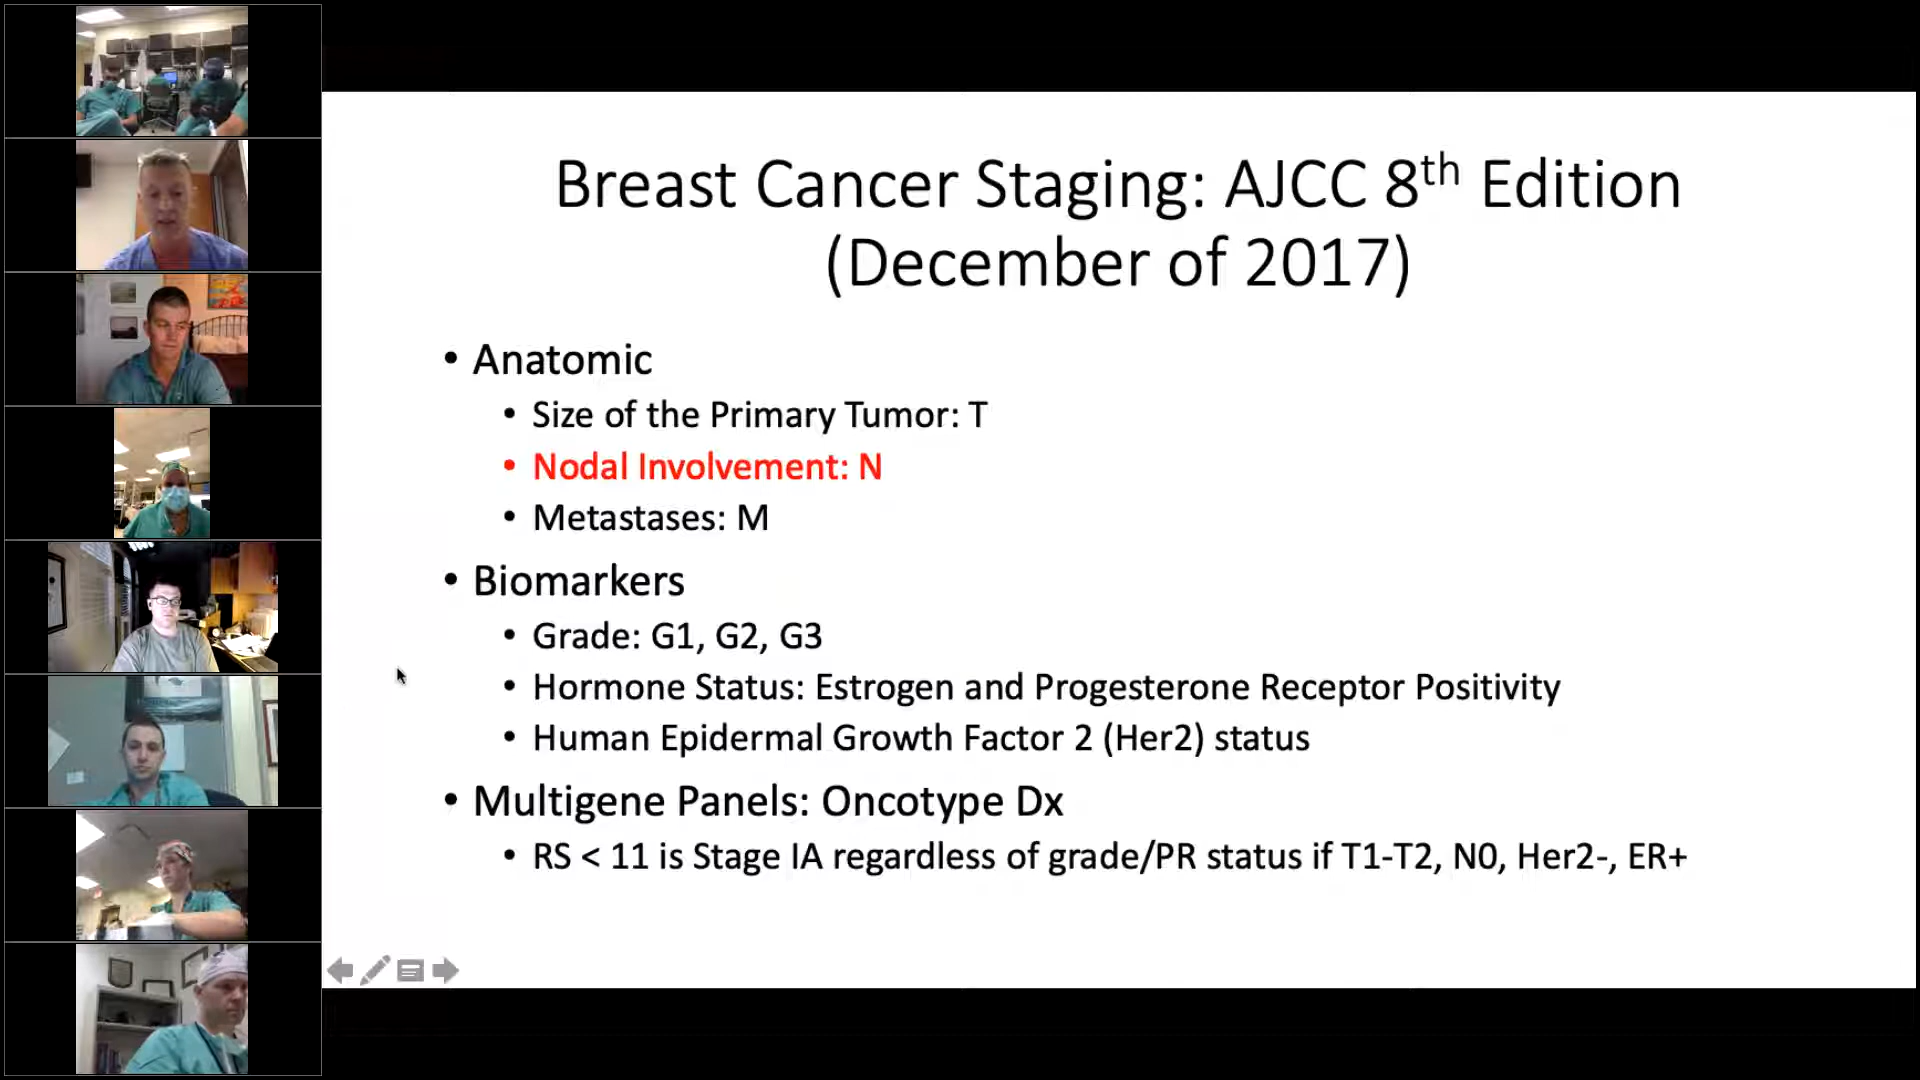 Breast Cancer Staging: AJCC 8th Edition
(December of 2017)
• Anatomic
• Size of the Primary Tumor: T
• Nodal Involvement: N
• Metastases: M
• Biomarkers
• Grade: G1, G2, G3
• Hormone Status: Estrogen and Progesterone Receptor Positivity
• Human Epidermal Growth Factor 2 (Her2) status
• Multigene Panels: Oncotype Dx
• RS < 11 is Stage IA regardless of grade/PR status if T1-T2, N0, Her2-, ER+